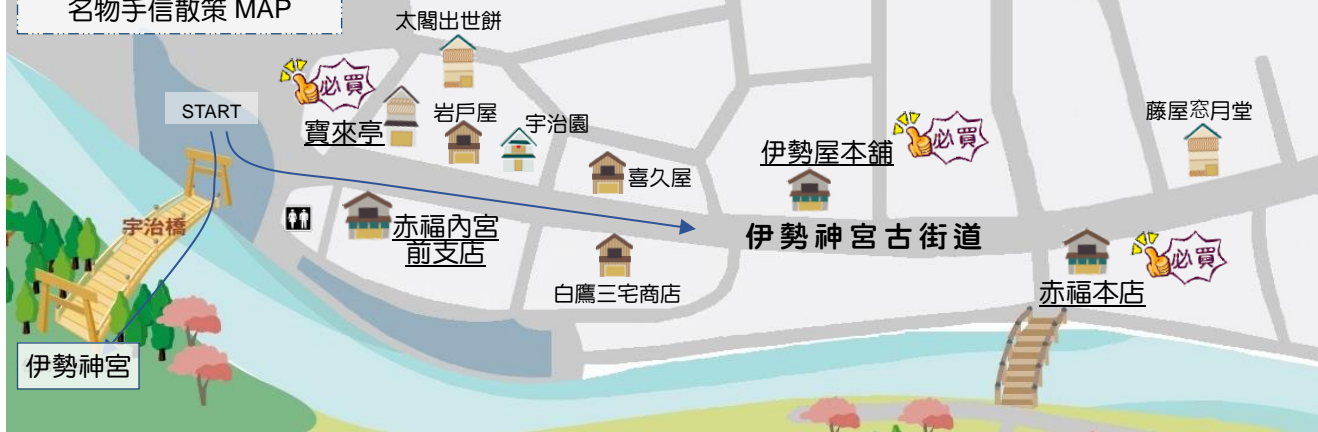 名物手信散策 MAP
太閣出世餅
必買
START
岩戶屋
宇治園
寶來亭
藤屋窓月堂
必買
伊勢屋本舖
喜久屋
宇治橋
赤福內宮
前支店
伊勢神宮古街道
必買
白鷹三宅商店
赤福本店
伊勢神宮